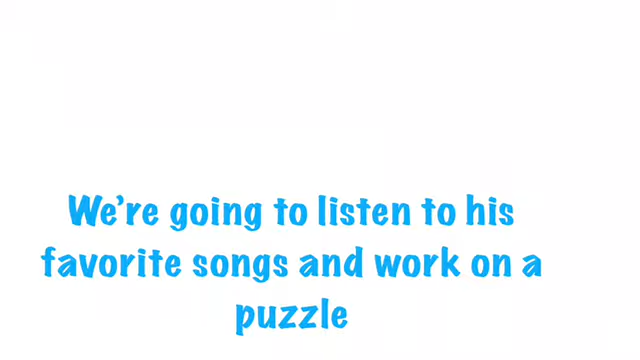 We’re going to listen to his
favorite songs and work on a
puzzle